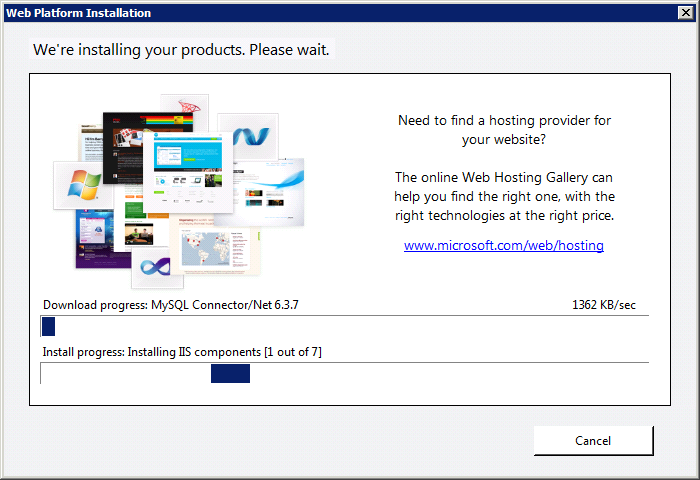 Web Platform Installation
We're installing your products. Please wait.
Need to find a hosting provider for
your website?
The online Web Hosting Gallery can
help you find the right one, with the
right technologies at the right price.
www.microsoft.com/web/hosting
Download progress: MySQL Connector/Net 6.3.7
1362 KB/sec
Install progress: Installing IIS components [1 out of 7]
Cancel